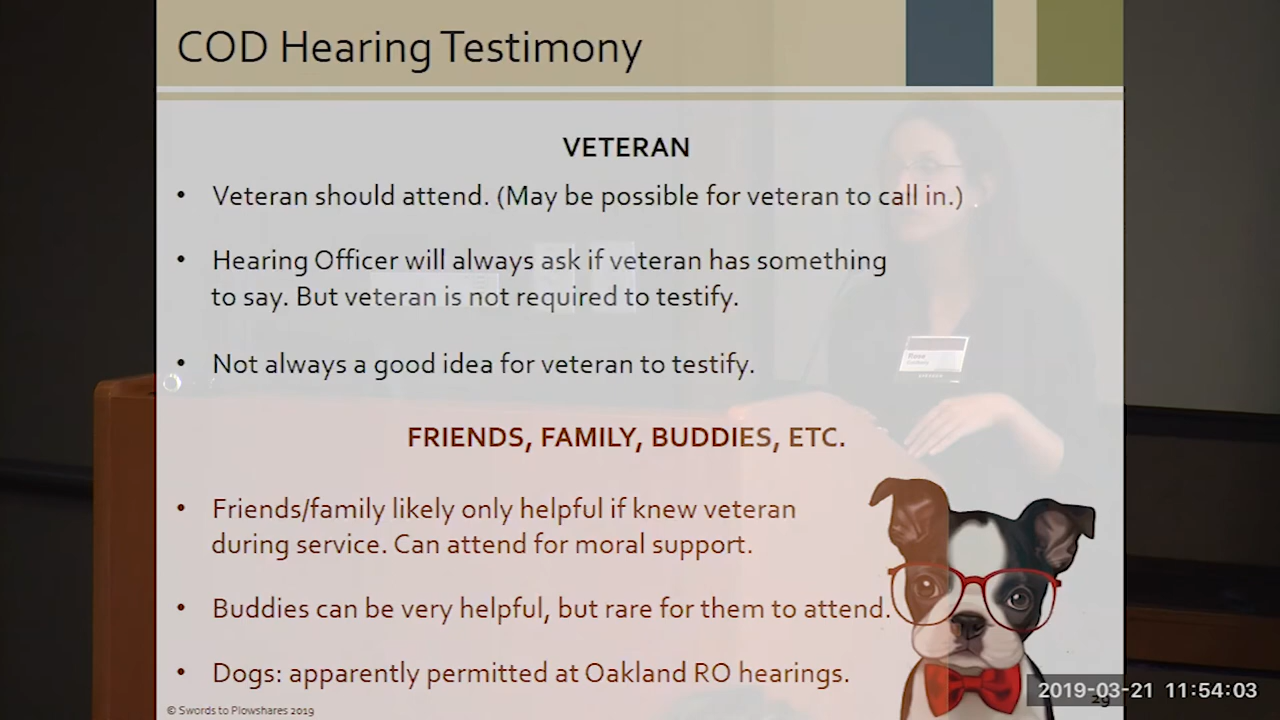 COD Hearing Testimony
VETERAN
• Veteran should attend. (May be possible for veteran to call in.)
• Hearing Officer will always ask if veteran has something
to say. But veteran is not required to testify.
• Not always a good idea for veteran to testify.
FRIENDS, FAMILY, BUDDIES, ETC.
• Friends/family likely only helpful if knew veteran
during service. Can attend for moral support.
• Buddies can be very helpful, but rare for them to attend.
• Dogs: apparently permitted at Oakland RO hearings.
© Swords to Plowshares 2019
29
2019-03-21 11:54:03